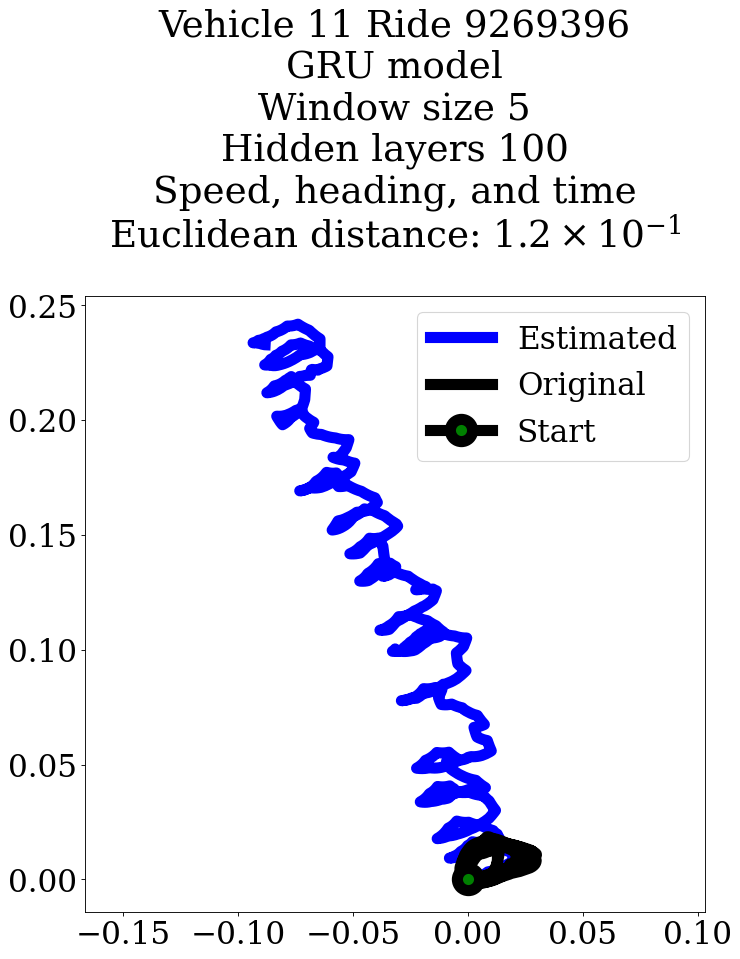 Vehicle 11 Ride 9269396
GRU model
Window size 5
Hidden layers 100
Speed, heading, and time
Euclidean distance: 1.2 × 10⁻¹
Estimated
Original
Start
0.25
0.20
0.15
0.10
0.05
0.00
−0.15 −0.10 −0.05 0.00 0.05 0.10